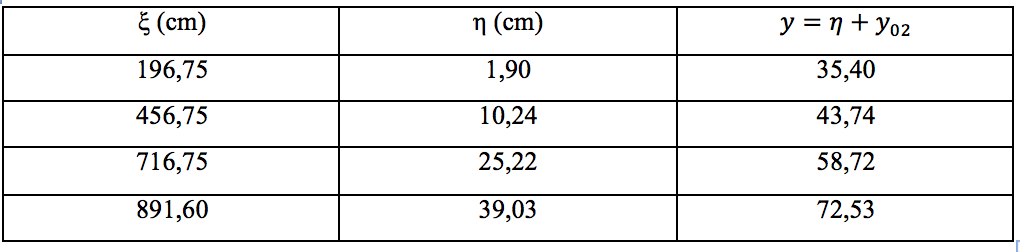 ξ (cm) η (cm) y = η + y₀₂
196,75 1,90 35,40
456,75 10,24 43,74
716,75 25,22 58,72
891,60 39,03 72,53